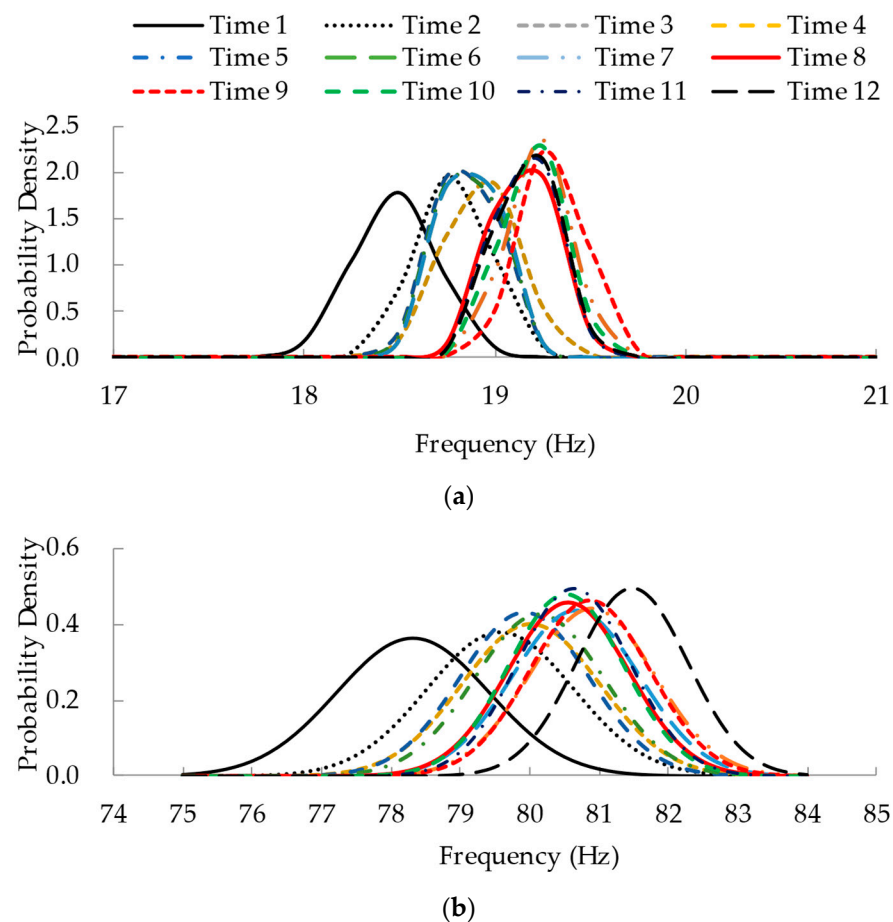 Time 1 Time 2 Time 3 Time 4
Time 5 Time 6 Time 7 Time 8
Time 9 Time 10 Time 11 Time 12
Probability Density
2.5
2.0
1.5
1.0
0.5
0.0
17 18 19 20 21
Frequency (Hz)
(a)
Probability Density
0.6
0.4
0.2
0.0
74 75 76 77 78 79 80 81 82 83 84 85
Frequency (Hz)
(b)